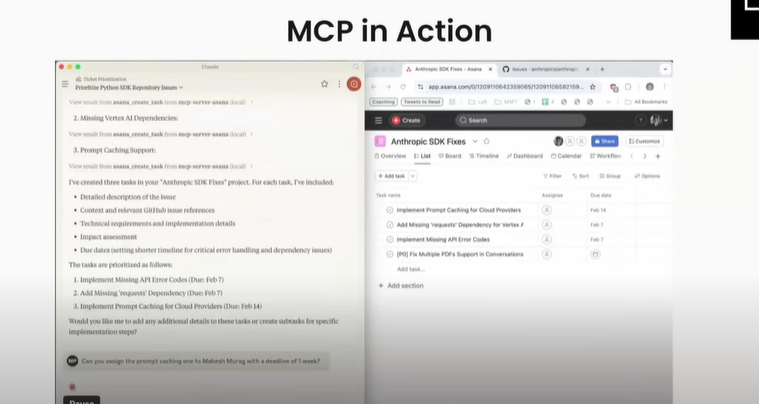 MCP in Action
Claude
Ticket Prioritization
Prioritize Python SDK Repository Issues
View result from asana_create_task from mcp-server-asana (local)
2. Missing Vertex AI Dependencies:
View result from asana_create_task from mcp-server-asana (local)
3. Prompt Caching Support:
View result from asana_create_task from mcp-server-asana (local)
I've created three tasks in your "Anthropic SDK Fixes" project. For each task, I've included:
• Detailed description of the issue
• Context and relevant GitHub issue references
• Technical requirements and implementation details
• Impact assessment
• Due dates (setting shorter timeline for critical error handling and dependency issues)
The tasks are prioritized as follows:
1. Implement Missing API Error Codes (Due: Feb 7)
2. Add Missing 'requests' Dependency (Due: Feb 7)
3. Implement Prompt Caching for Cloud Providers (Due: Feb 14)
Would you like me to add any additional details to these tasks or create subtasks for specific
implementation steps?
MP Can you assign the prompt caching one to Mahesh Murag with a deadline of 1 week?
Pause
Anthropic SDK Fixes - Asana
Issues · anthropics/anthropic
app.asana.com/0/1209110642359065/12091106582159...
Coaching
Tweets to Read
All Bookmarks
Create
Search
Anthropic SDK Fixes
Share
Customize
Overview List Board Timeline Dashboard Calendar Workflow
+ Add task
Filter Sort Group Options
Task name Assignee Due date
Implement Prompt Caching for Cloud Providers Feb 14
Add Missing 'requests' Dependency for Vertex Feb 7
Implement Missing API Error Codes Feb 7
[P0] Fix Multiple PDFs Support in Conversations
Add task...
+ Add section